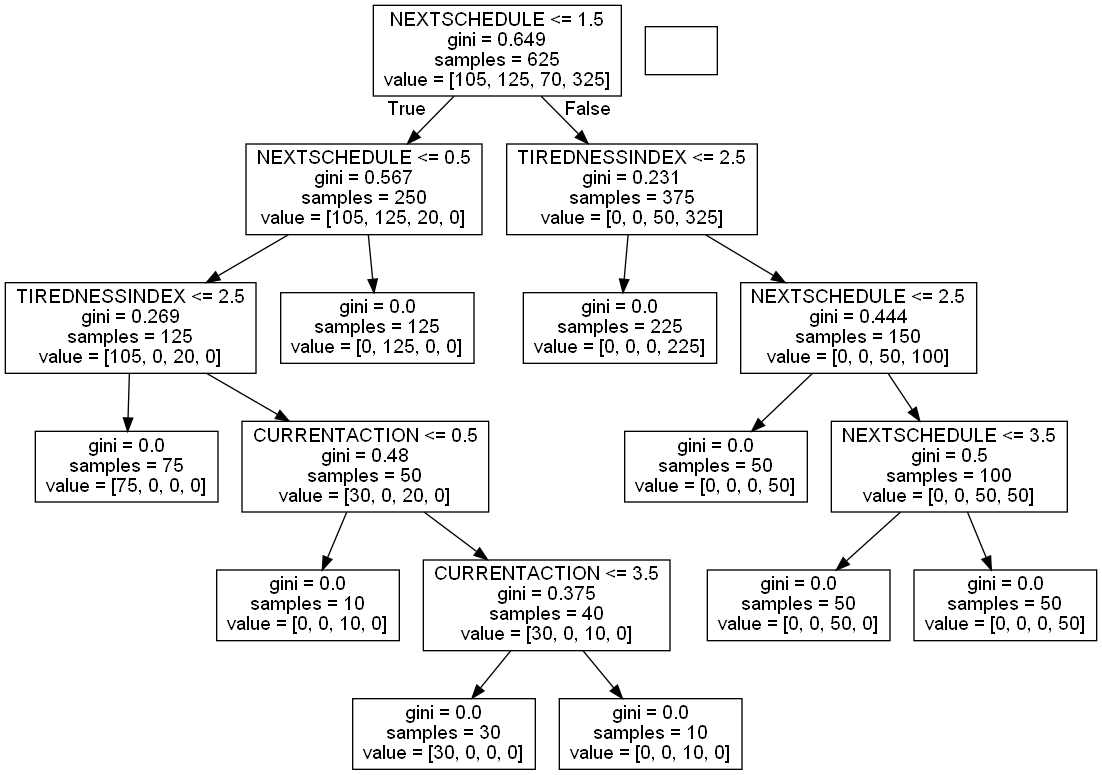 NEXTSCHEDULE <= 1.5
gini = 0.649
samples = 625
value = [105, 125, 70, 325]
True
False
NEXTSCHEDULE <= 0.5
gini = 0.567
samples = 250
value = [105, 125, 20, 0]
TIREDNESSINDEX <= 2.5
gini = 0.231
samples = 375
value = [0, 0, 50, 325]
TIREDNESSINDEX <= 2.5
gini = 0.269
samples = 125
value = [105, 0, 20, 0]
gini = 0.0
samples = 125
value = [0, 125, 0, 0]
gini = 0.0
samples = 225
value = [0, 0, 0, 225]
NEXTSCHEDULE <= 2.5
gini = 0.444
samples = 150
value = [0, 0, 50, 100]
gini = 0.0
samples = 75
value = [75, 0, 0, 0]
CURRENTACTION <= 0.5
gini = 0.48
samples = 50
value = [30, 0, 20, 0]
gini = 0.0
samples = 50
value = [0, 0, 0, 50]
NEXTSCHEDULE <= 3.5
gini = 0.5
samples = 100
value = [0, 0, 50, 50]
gini = 0.0
samples = 10
value = [0, 0, 10, 0]
CURRENTACTION <= 3.5
gini = 0.375
samples = 40
value = [30, 0, 10, 0]
gini = 0.0
samples = 50
value = [0, 0, 50, 0]
gini = 0.0
samples = 50
value = [0, 0, 0, 50]
gini = 0.0
samples = 30
value = [30, 0, 0, 0]
gini = 0.0
samples = 10
value = [0, 0, 10, 0]